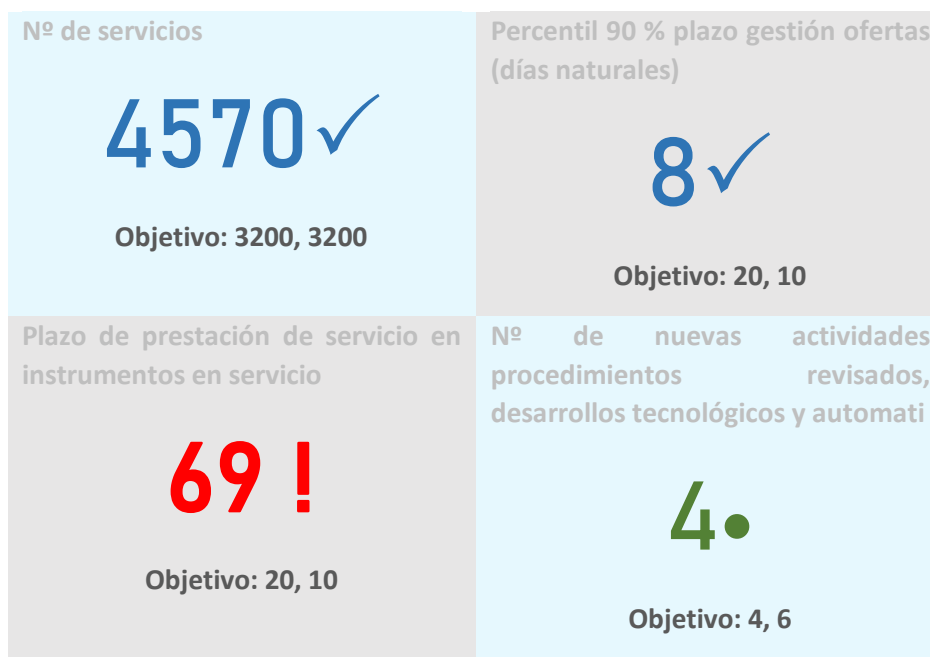 Nº de servicios
4570✓
Objetivo: 3200, 3200
Percentil 90 % plazo gestión ofertas
(días naturales)
8✓
Objetivo: 20, 10
Plazo de prestación de servicio en
instrumentos en servicio
69 !
Objetivo: 20, 10
Nº de nuevas actividades
procedimientos revisados,
desarrollos tecnológicos y automati
4●
Objetivo: 4, 6